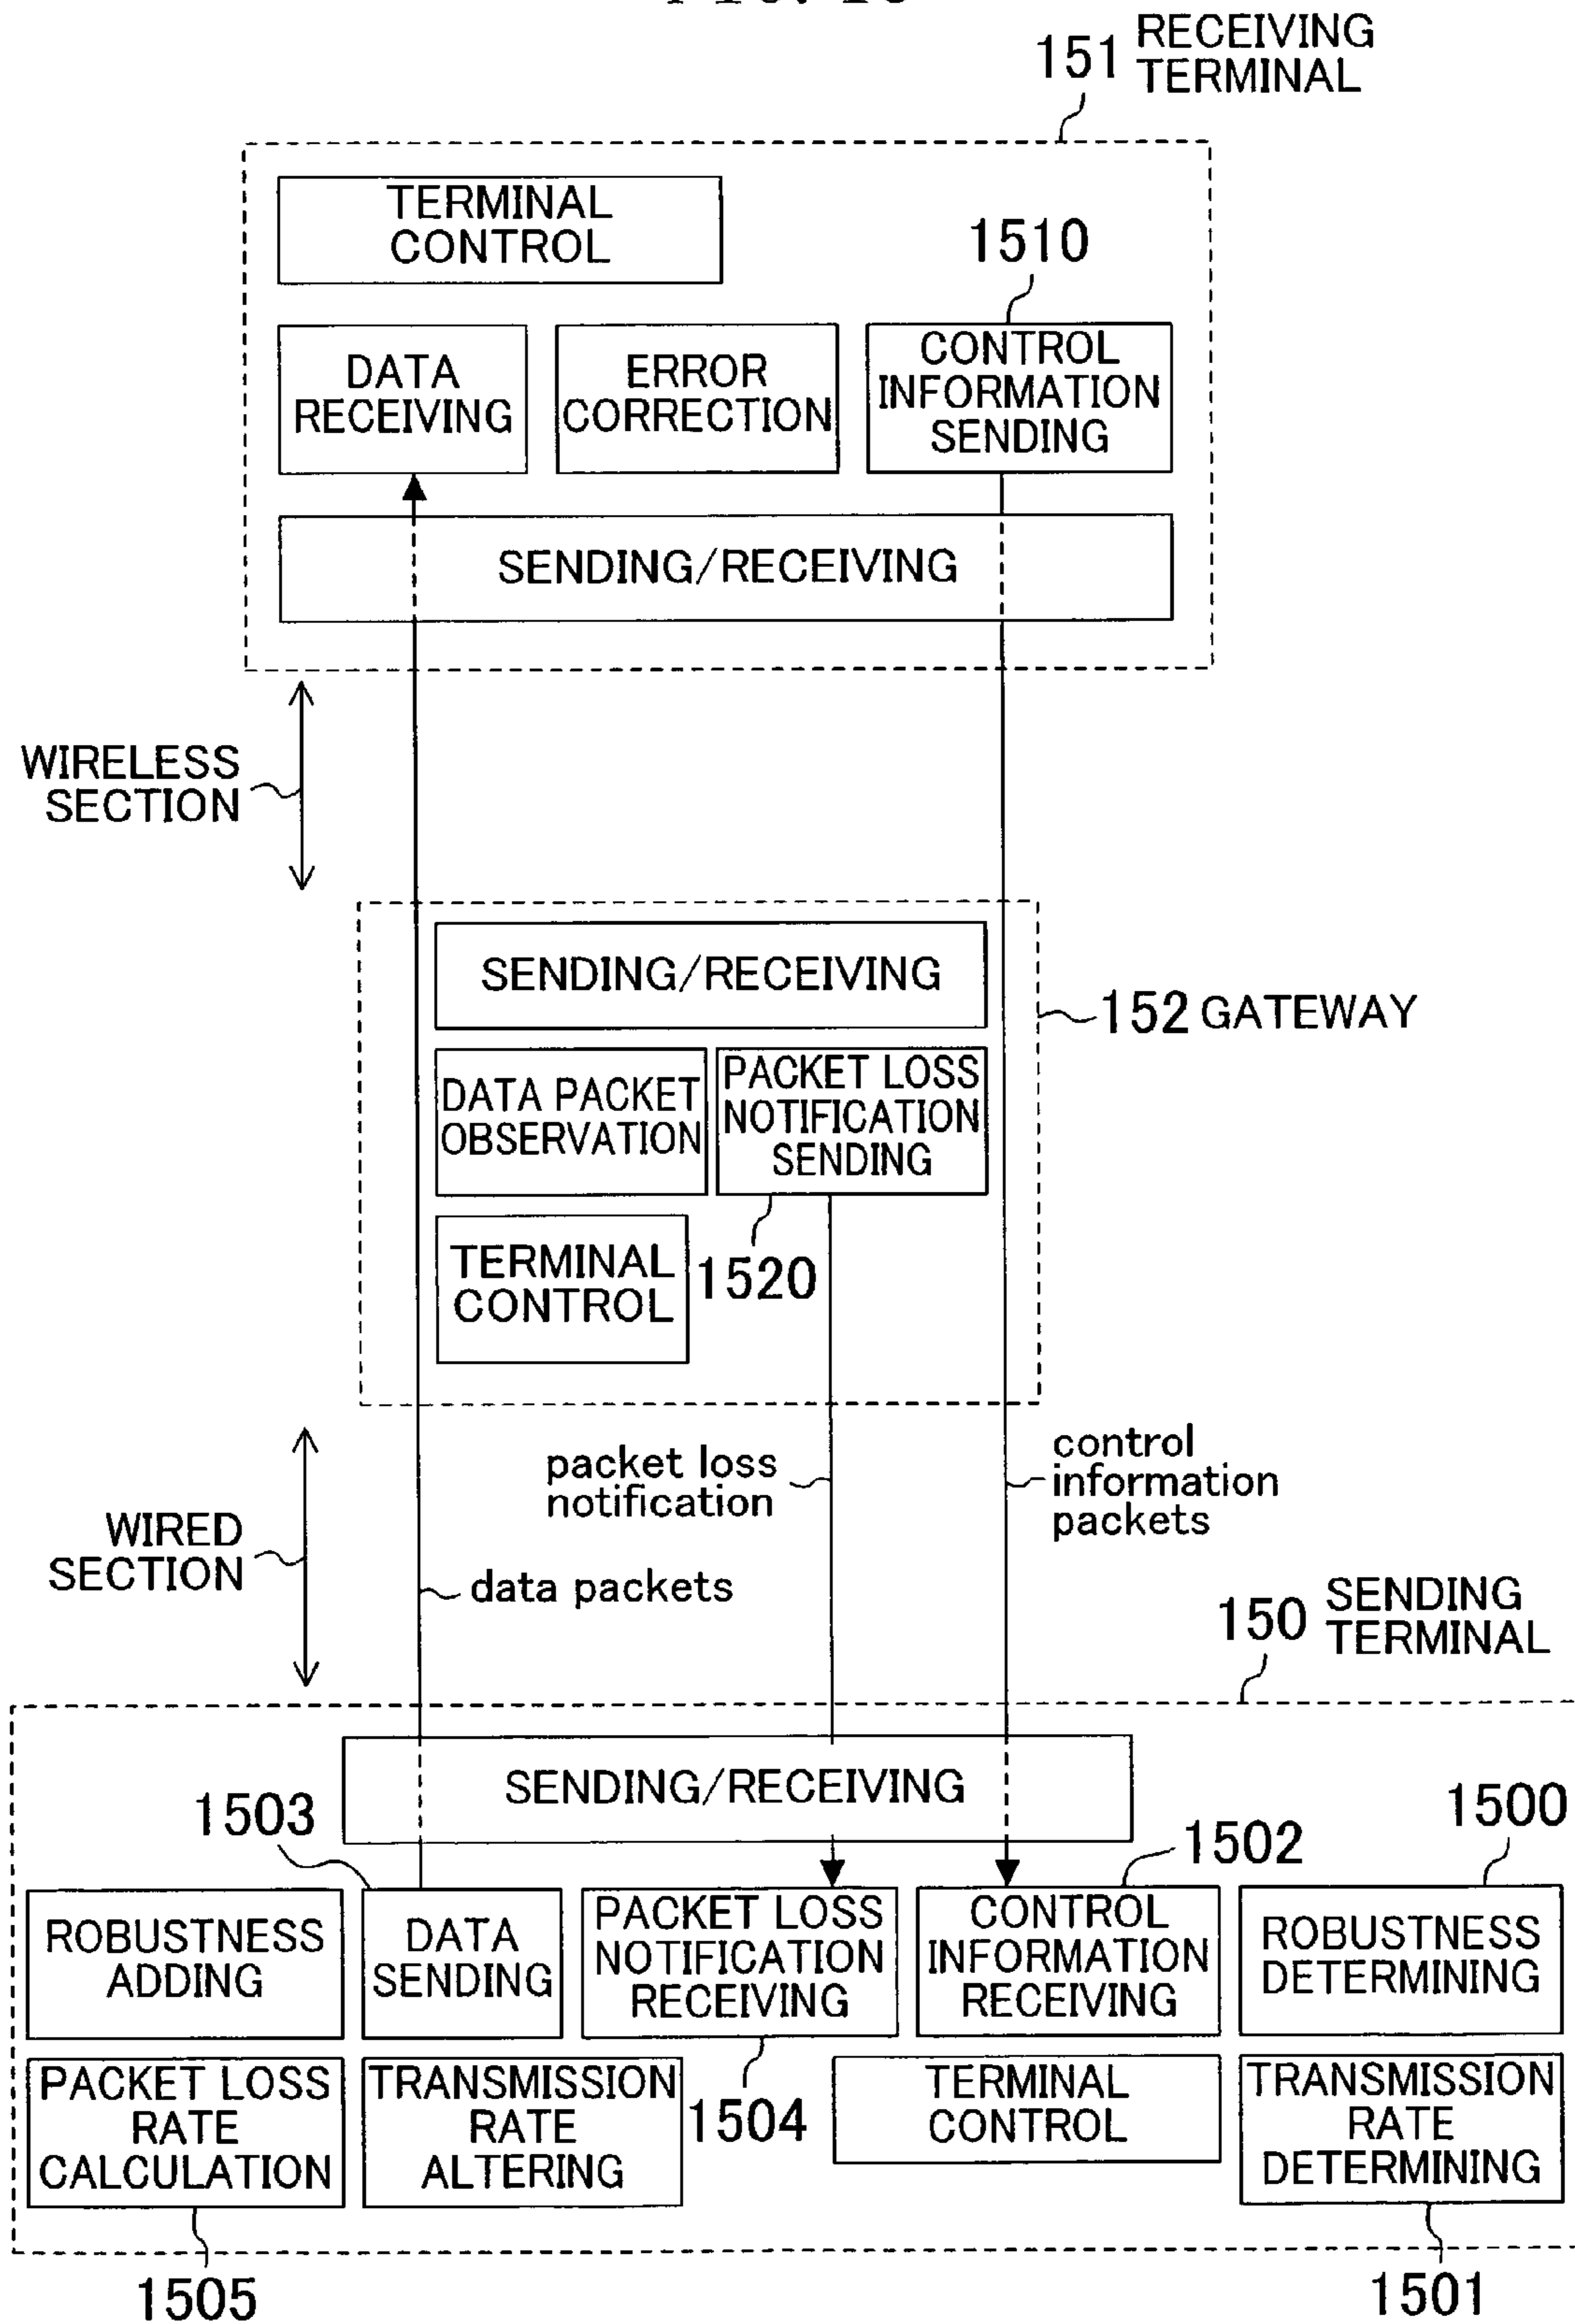 151 RECEIVING
TERMINAL
TERMINAL
CONTROL
1510
DATA
RECEIVING
ERROR
CORRECTION
CONTROL
INFORMATION
SENDING
SENDING/RECEIVING
WIRELESS
SECTION
SENDING/RECEIVING
152 GATEWAY
DATA PACKET
OBSERVATION
PACKET LOSS
NOTIFICATION
SENDING
TERMINAL
CONTROL
1520
packet loss
notification
control
information
packets
WIRED
SECTION
data packets
150 SENDING
TERMINAL
SENDING/RECEIVING
1503
1502
1500
ROBUSTNESS
ADDING
DATA
SENDING
PACKET LOSS
NOTIFICATION
RECEIVING
CONTROL
INFORMATION
RECEIVING
ROBUSTNESS
DETERMINING
PACKET LOSS
RATE
CALCULATION
TRANSMISSION
RATE
ALTERING
1504
TERMINAL
CONTROL
TRANSMISSION
RATE
DETERMINING
1505
1501